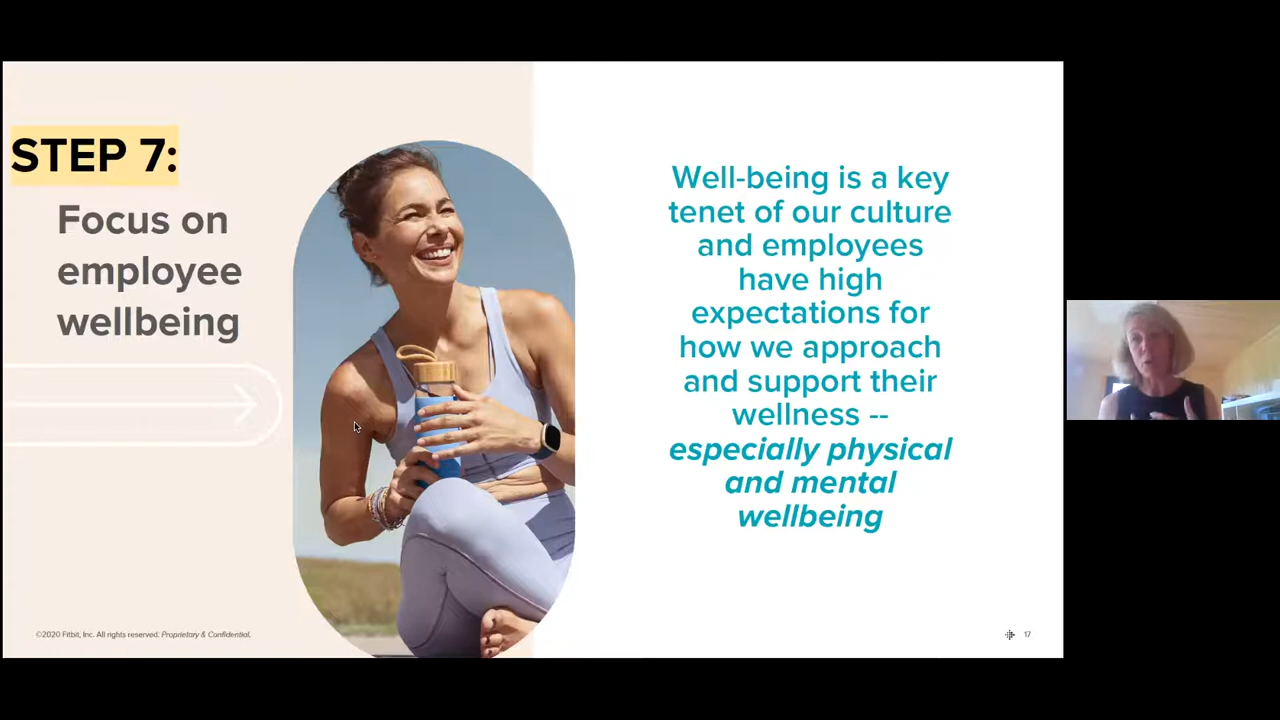 STEP 7:
Focus on
employee
wellbeing
Well-being is a key
tenet of our culture
and employees
have high
expectations for
how we approach
and support their
wellness --
especially physical
and mental
wellbeing
©2020 Fitbit, Inc. All rights reserved. Proprietary & Confidential.
17